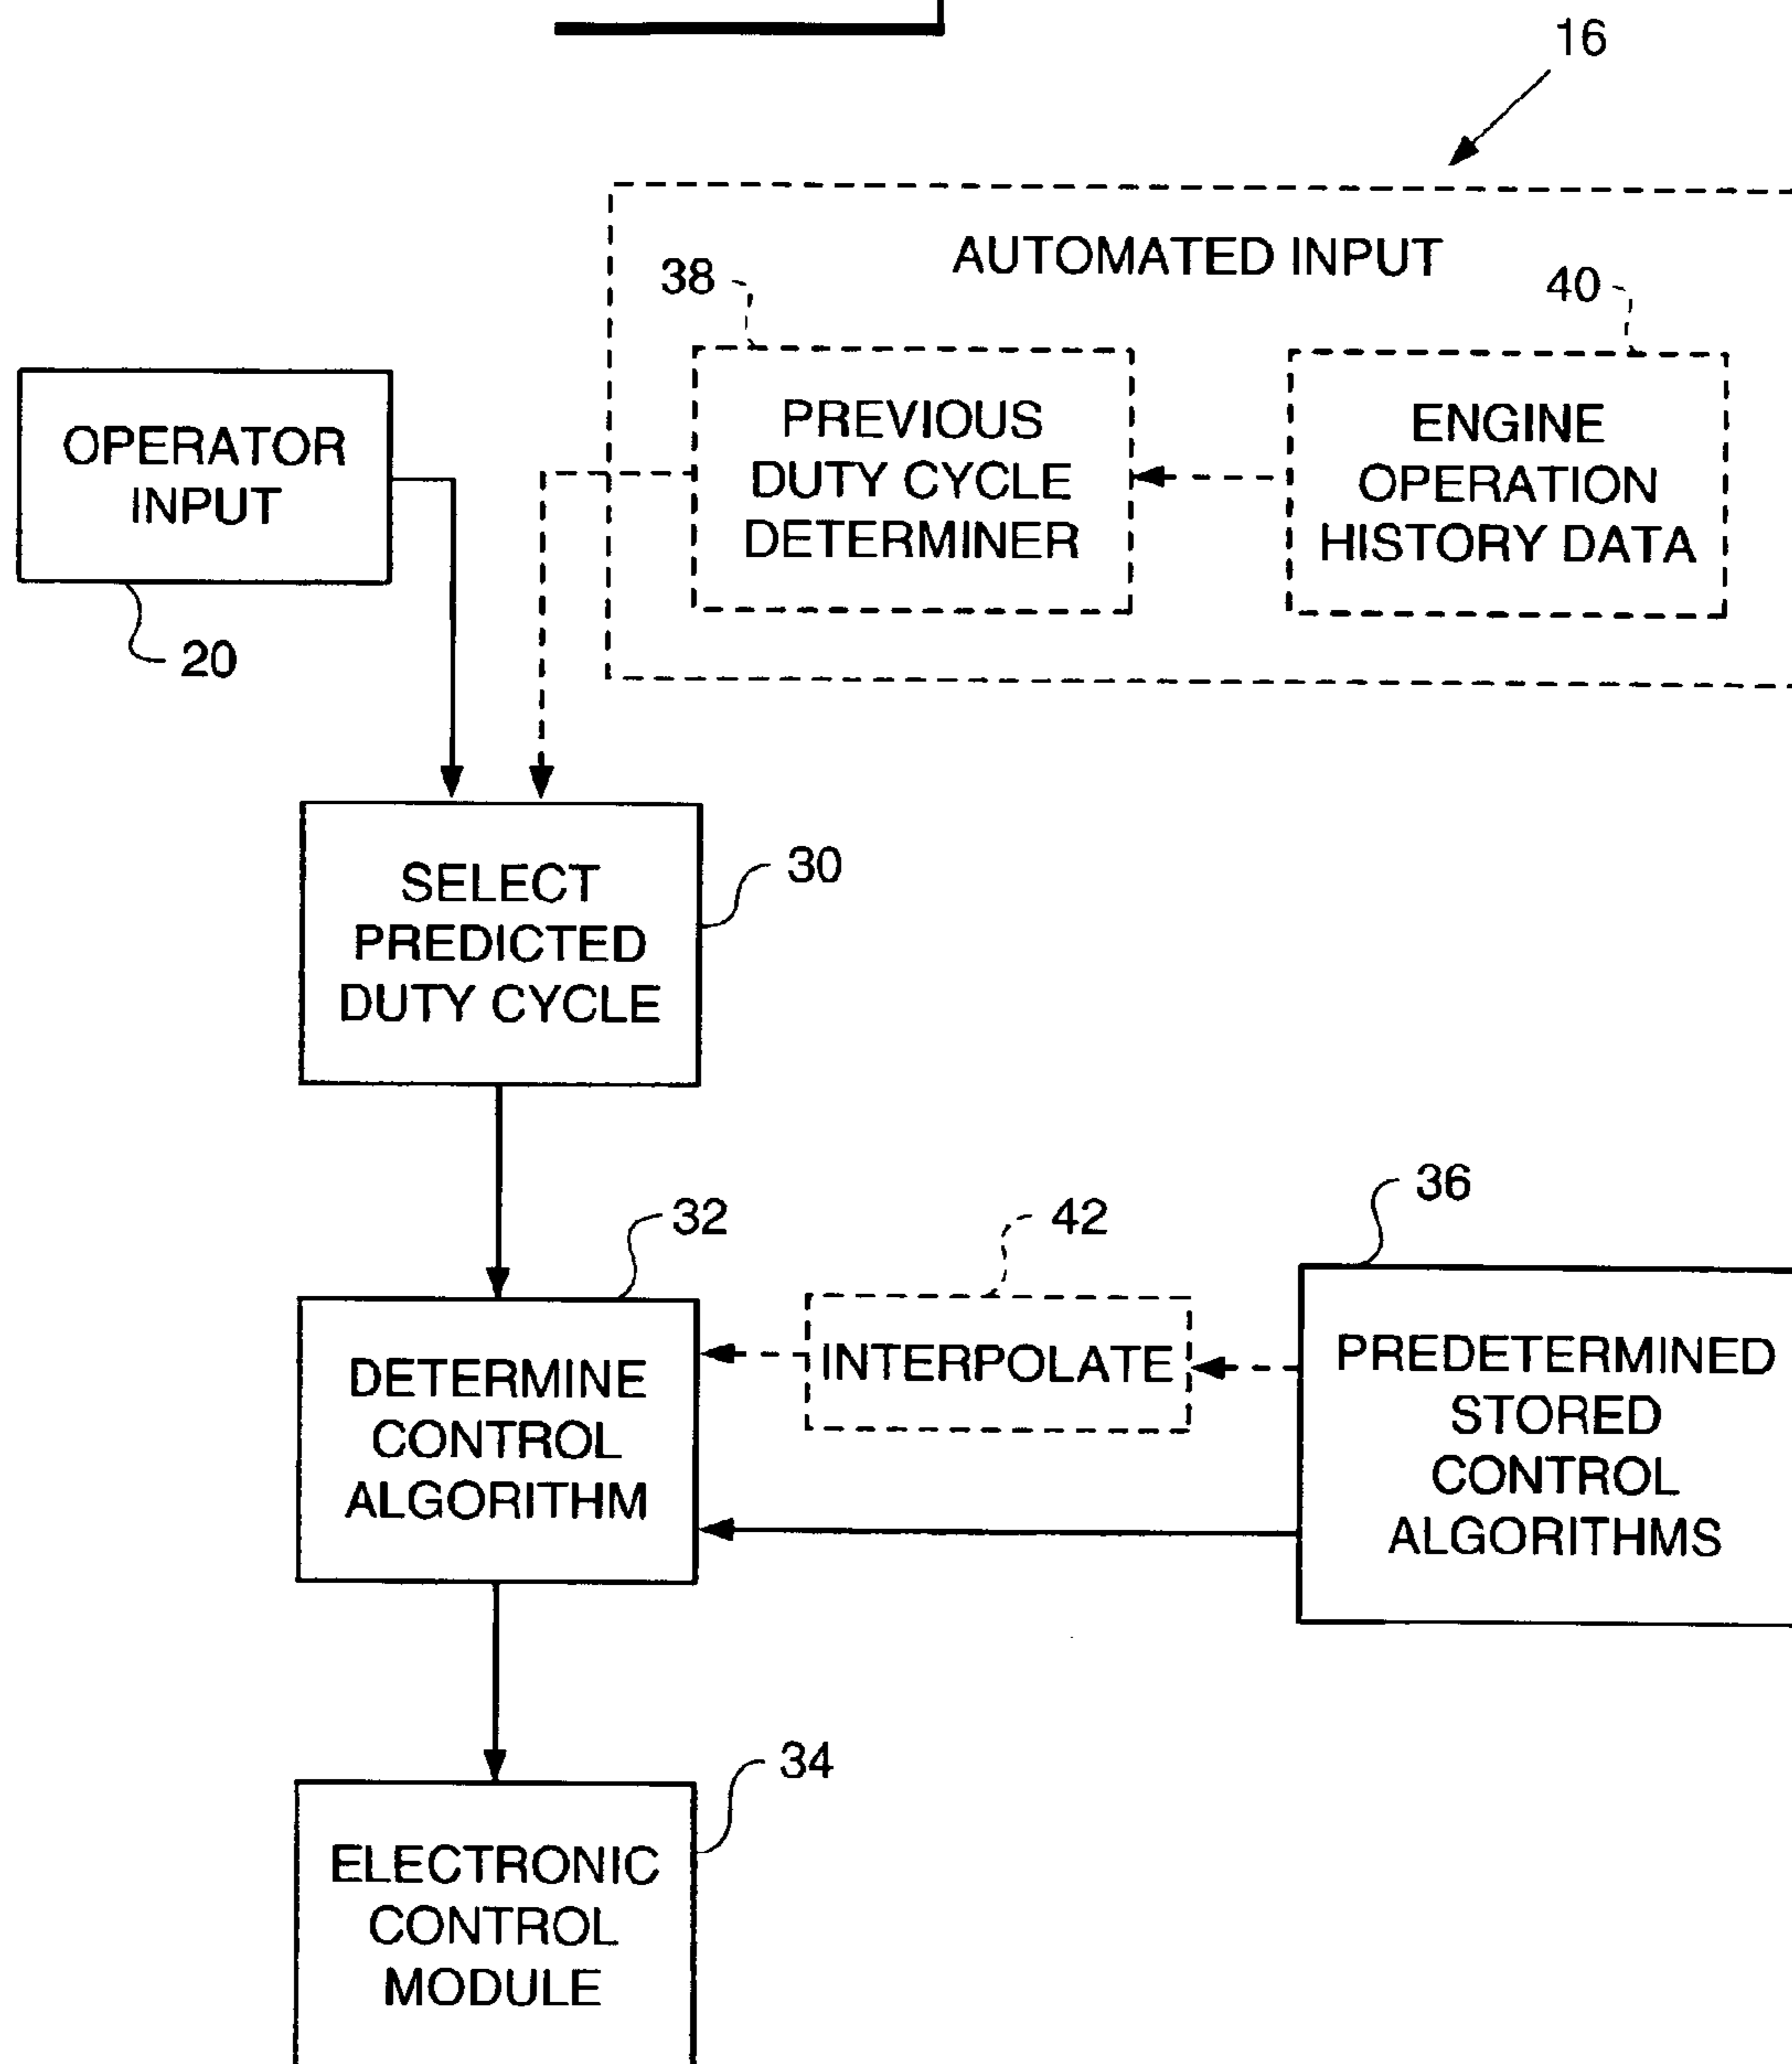 16
AUTOMATED INPUT
38
40
OPERATOR
INPUT
20
PREVIOUS
DUTY CYCLE
DETERMINER
ENGINE
OPERATION
HISTORY DATA
SELECT
PREDICTED
DUTY CYCLE
30
32
42
36
DETERMINE
CONTROL
ALGORITHM
INTERPOLATE
PREDETERMINED
STORED
CONTROL
ALGORITHMS
34
ELECTRONIC
CONTROL
MODULE